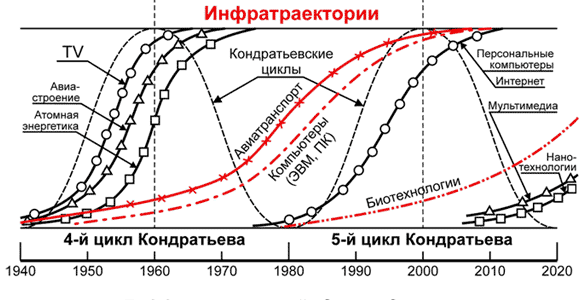 Инфратраектории
TV
Авиа-
строение
Атомная
энергетика
Кондратьевские
циклы
Авиатранспорт
Компьютеры
(ЭВМ, ПК)
Персональные
компьютеры
Интернет
Мультимедиа
Нано-
технологии
Биотехнологии
4-й цикл Кондратьева
5-й цикл Кондратьева
1940 1950 1960 1970 1980 1990 2000 2010 2020